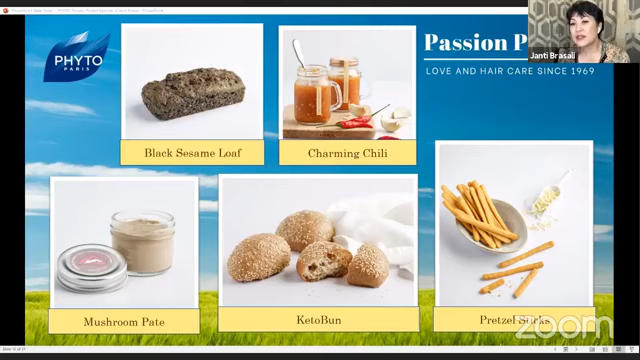 PHYTO
PARIS
Passion P
LOVE AND HAIR CARE SINCE 1969
Janti Brasali
Black Sesame Loaf
Charming Chili
Mushroom Pate
KetoBun
Pretzel Sticks
zoom